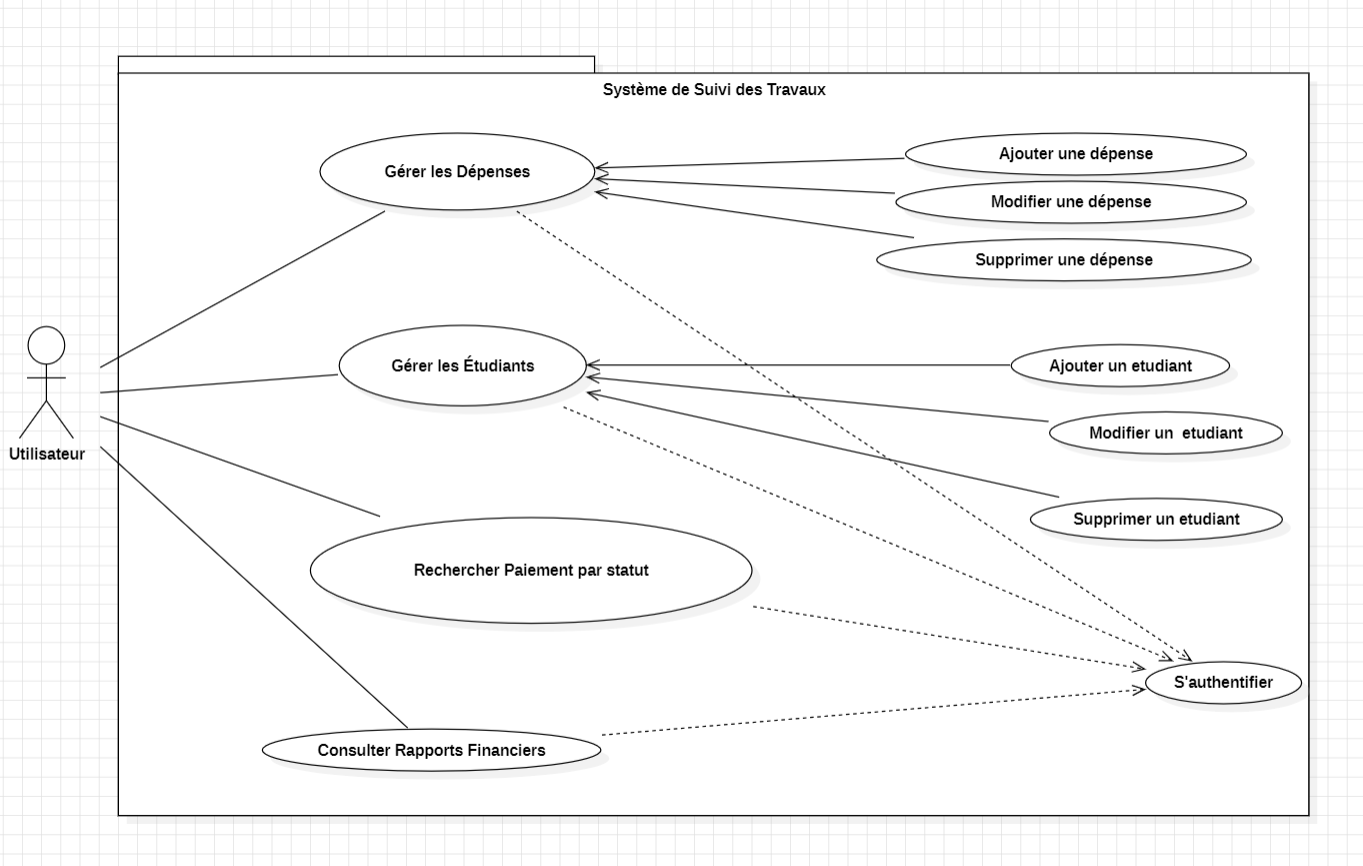 Système de Suivi des Travaux
Gérer les Dépenses
Ajouter une dépense
Modifier une dépense
Supprimer une dépense
Gérer les Étudiants
Ajouter un etudiant
Modifier un  etudiant
Utilisateur
Supprimer un etudiant
Rechercher Paiement par statut
S'authentifier
Consulter Rapports Financiers